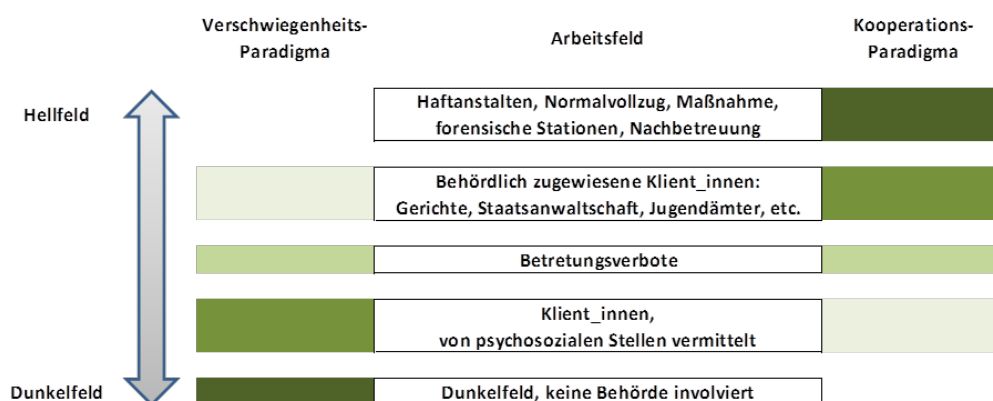 Verschwiegenheits-
Paradigma
Arbeitsfeld
Kooperations-
Paradigma
Hellfeld
Haftanstalten, Normalvollzug, Maßnahme,
forensische Stationen, Nachbetreuung
Behördlich zugewiesene Klient_innen:
Gerichte, Staatsanwaltschaft, Jugendämter, etc.
Betretungsverbote
Klient_innen,
von psychosozialen Stellen vermittelt
Dunkelfeld
Dunkelfeld, keine Behörde involviert